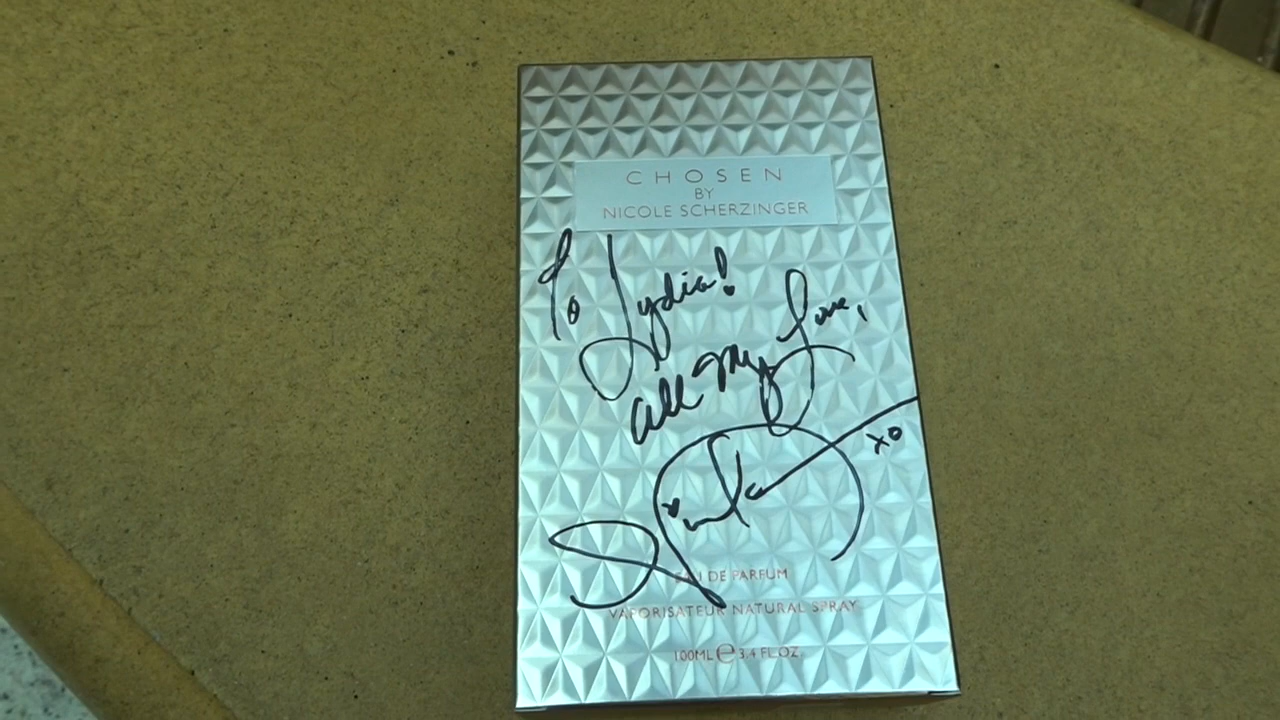 CHOSEN
BY
NICOLE SCHERZINGER
To Lydia!
all my love,
xo
EAU DE PARFUM
VAPORISATEUR NATURAL SPRAY
100ML e 3.4 FL.OZ.